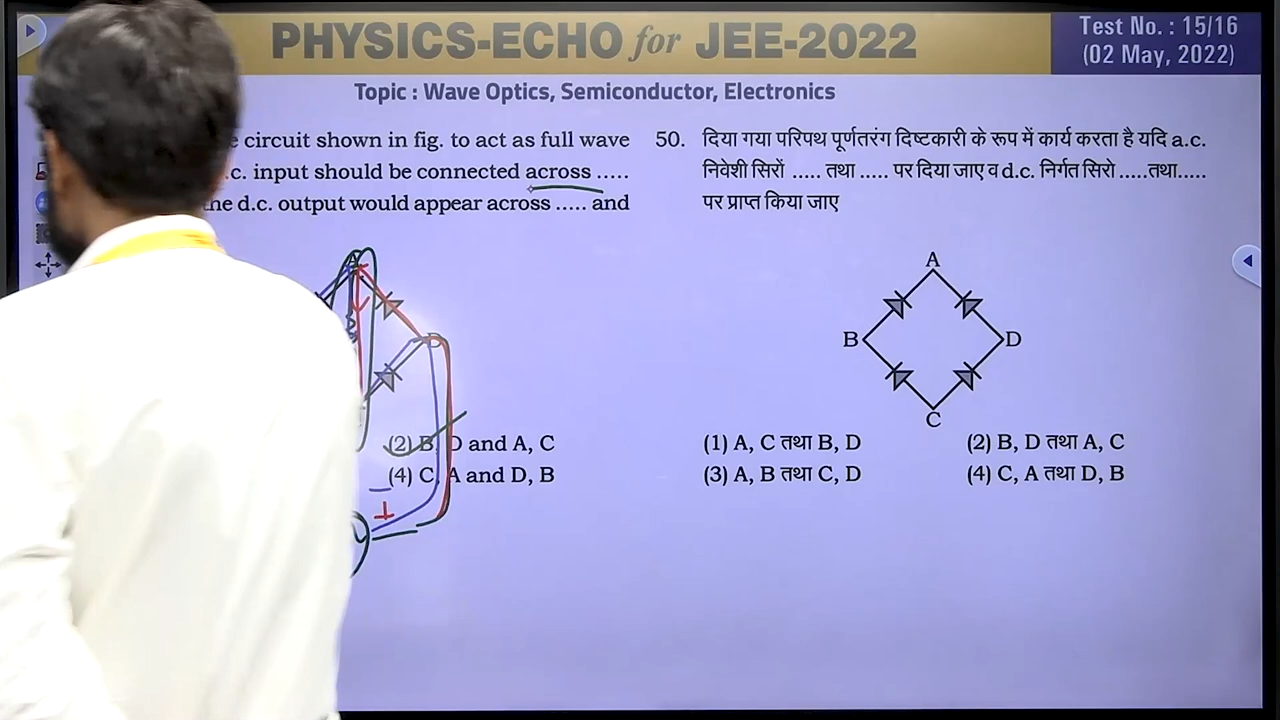 PHYSICS-ECHO for JEE-2022
Test No. : 15/16
(02 May, 2022)
Topic : Wave Optics, Semiconductor, Electronics
circuit shown in fig. to act as full wave
.c. input should be connected across .....
the d.c. output would appear across ..... and
D
(2) B, D and A, C
(4) C, A and D, B
50. दिया गया परिपथ पूर्णतरंग दिष्टकारी के रूप में कार्य करता है यदि a.c.
निवेशी सिरों ..... तथा ..... पर दिया जाए व d.c. निर्गत सिरो .....तथा.....
पर प्राप्त किया जाए
A
B
D
C
(1) A, C तथा B, D
(2) B, D तथा A, C
(3) A, B तथा C, D
(4) C, A तथा D, B